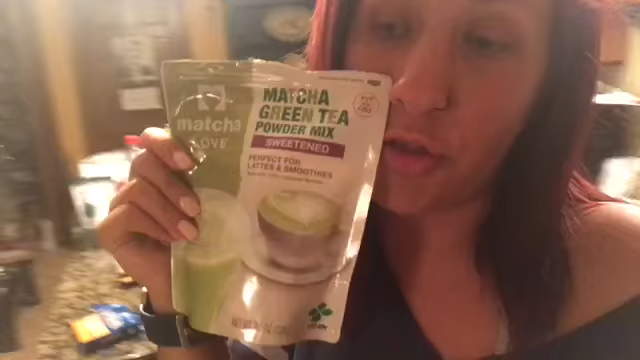 matcha
LOVE
MATCHA
GREEN TEA
POWDER MIX
SWEETENED
PERFECT FOR
LATTES & SMOOTHIES